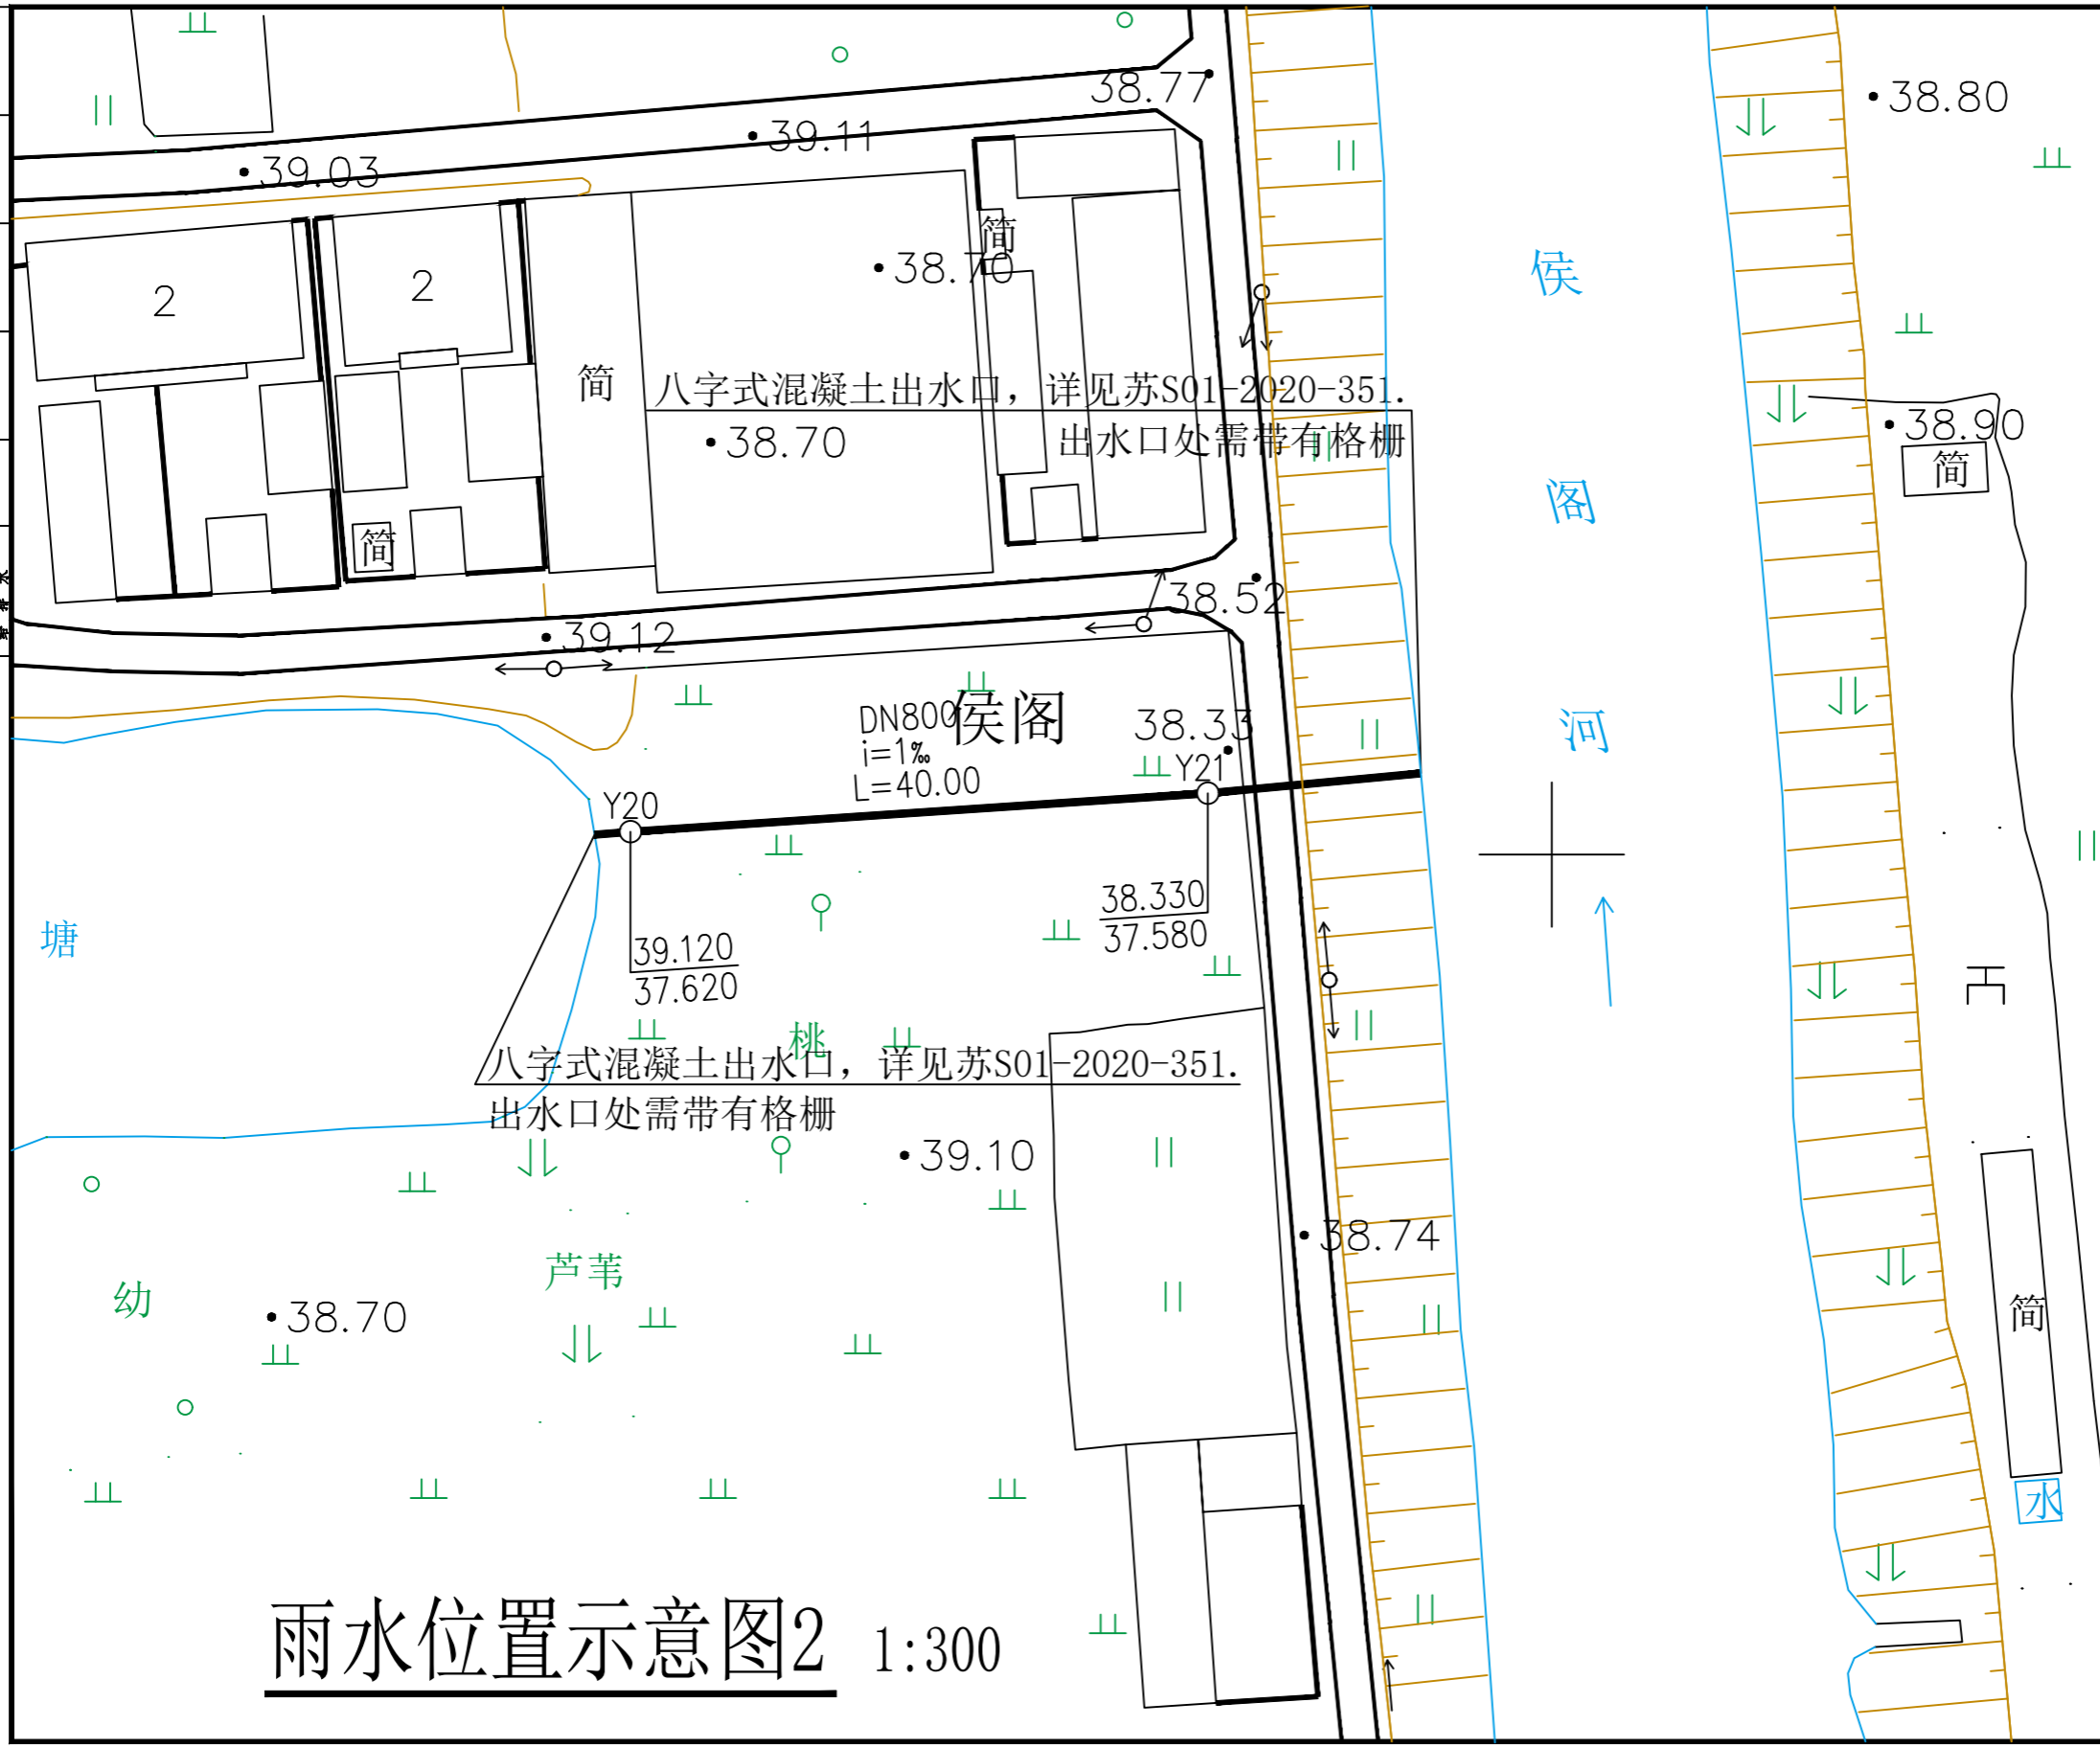 38.77
38.80
39.11
39.03
简
38.70
2
2
侯
简
八字式混凝土出水口，详见苏S01-2020-351.
38.90
38.70
出水口处需带有格栅
简
阁
简
38.52
39.12
DN800
侯阁
38.33
河
i=1‰
Y21
L=40.00
Y20
38.330
37.580
塘
39.120
37.620
桃
八字式混凝土出水口，详见苏S01-2020-351.
出水口处需带有格栅
39.10
38.74
芦苇
幼
38.70
简
水
雨水位置示意图2 1:300